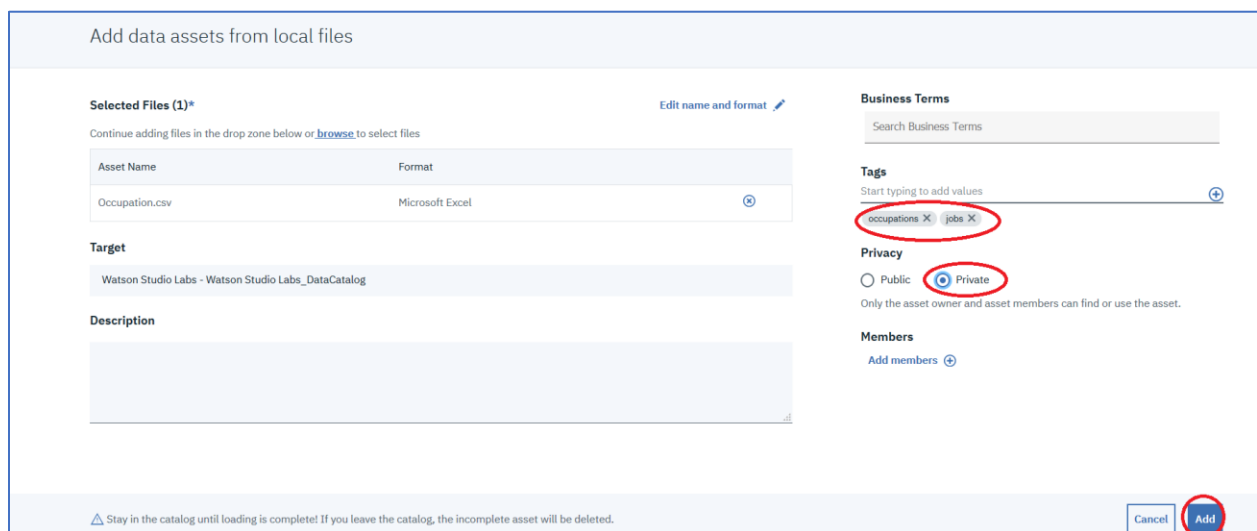 Add data assets from local files
Selected Files (1)*
Edit name and format
Continue adding files in the drop zone below or browse to select files
Asset Name Format
Occupation.csv Microsoft Excel
Target
Watson Studio Labs - Watson Studio Labs_DataCatalog
Description
Business Terms
Search Business Terms
Tags
Start typing to add values
occupations X jobs X
Privacy
Public Private
Only the asset owner and asset members can find or use the asset.
Members
Add members
Stay in the catalog until loading is complete! If you leave the catalog, the incomplete asset will be deleted.
Cancel Add